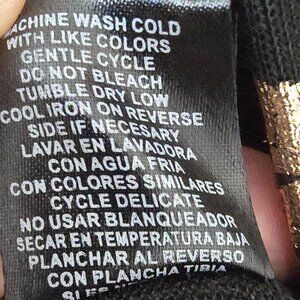 MACHINE WASH COLD
WITH LIKE COLORS
GENTLE CYCLE
DO NOT BLEACH
TUMBLE DRY LOW
COOL IRON ON REVERSE
SIDE IF NECESARY
LAVAR EN LAVADORA
CON AGUA FRIA
CON COLORES SIMILARES
CYCLE DELICATE
NO USAR BLANQUEADOR
SECAR EN TEMPERATURA BAJA
PLANCHAR AL REVERSO
CON PLANCHA TIBIA